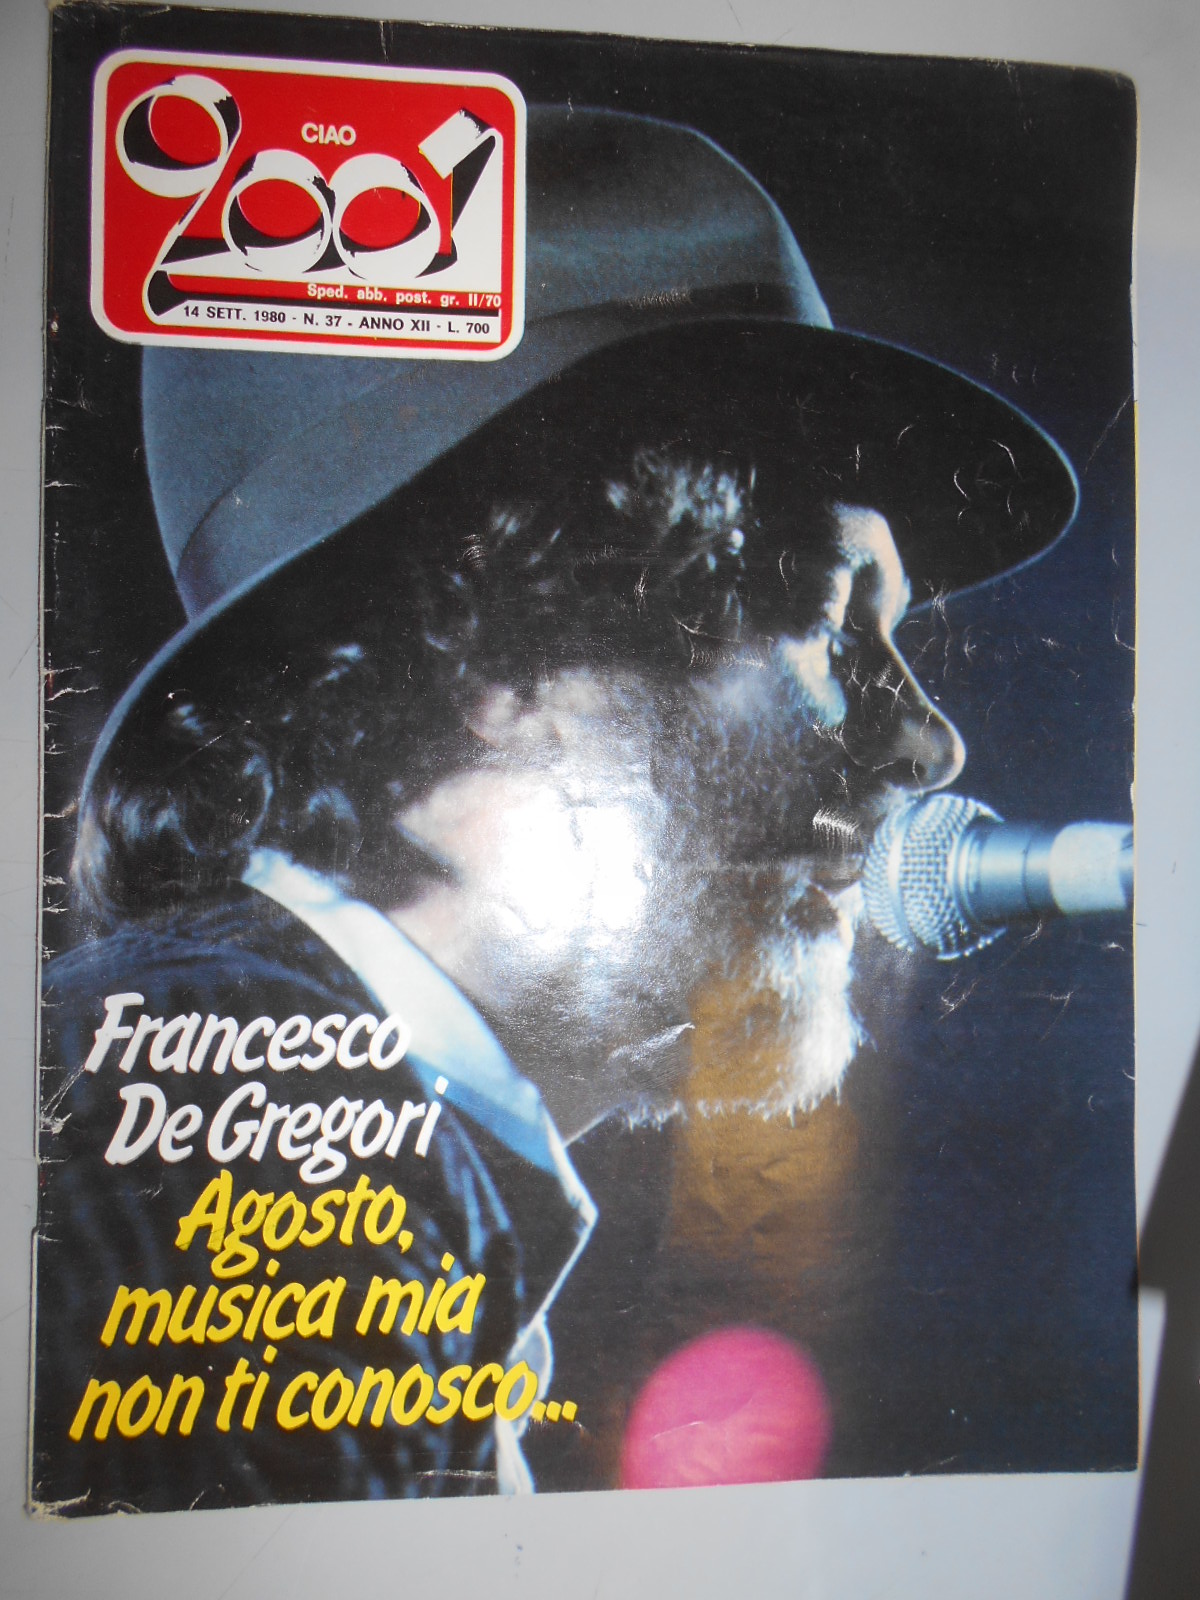 CIAO
2001
Sped. abb. post. gr. II/70
14 SETT. 1980 - N. 37 - ANNO XII - L. 700
Francesco
De Gregori
Agosto,
musica mia
non ti conosco...